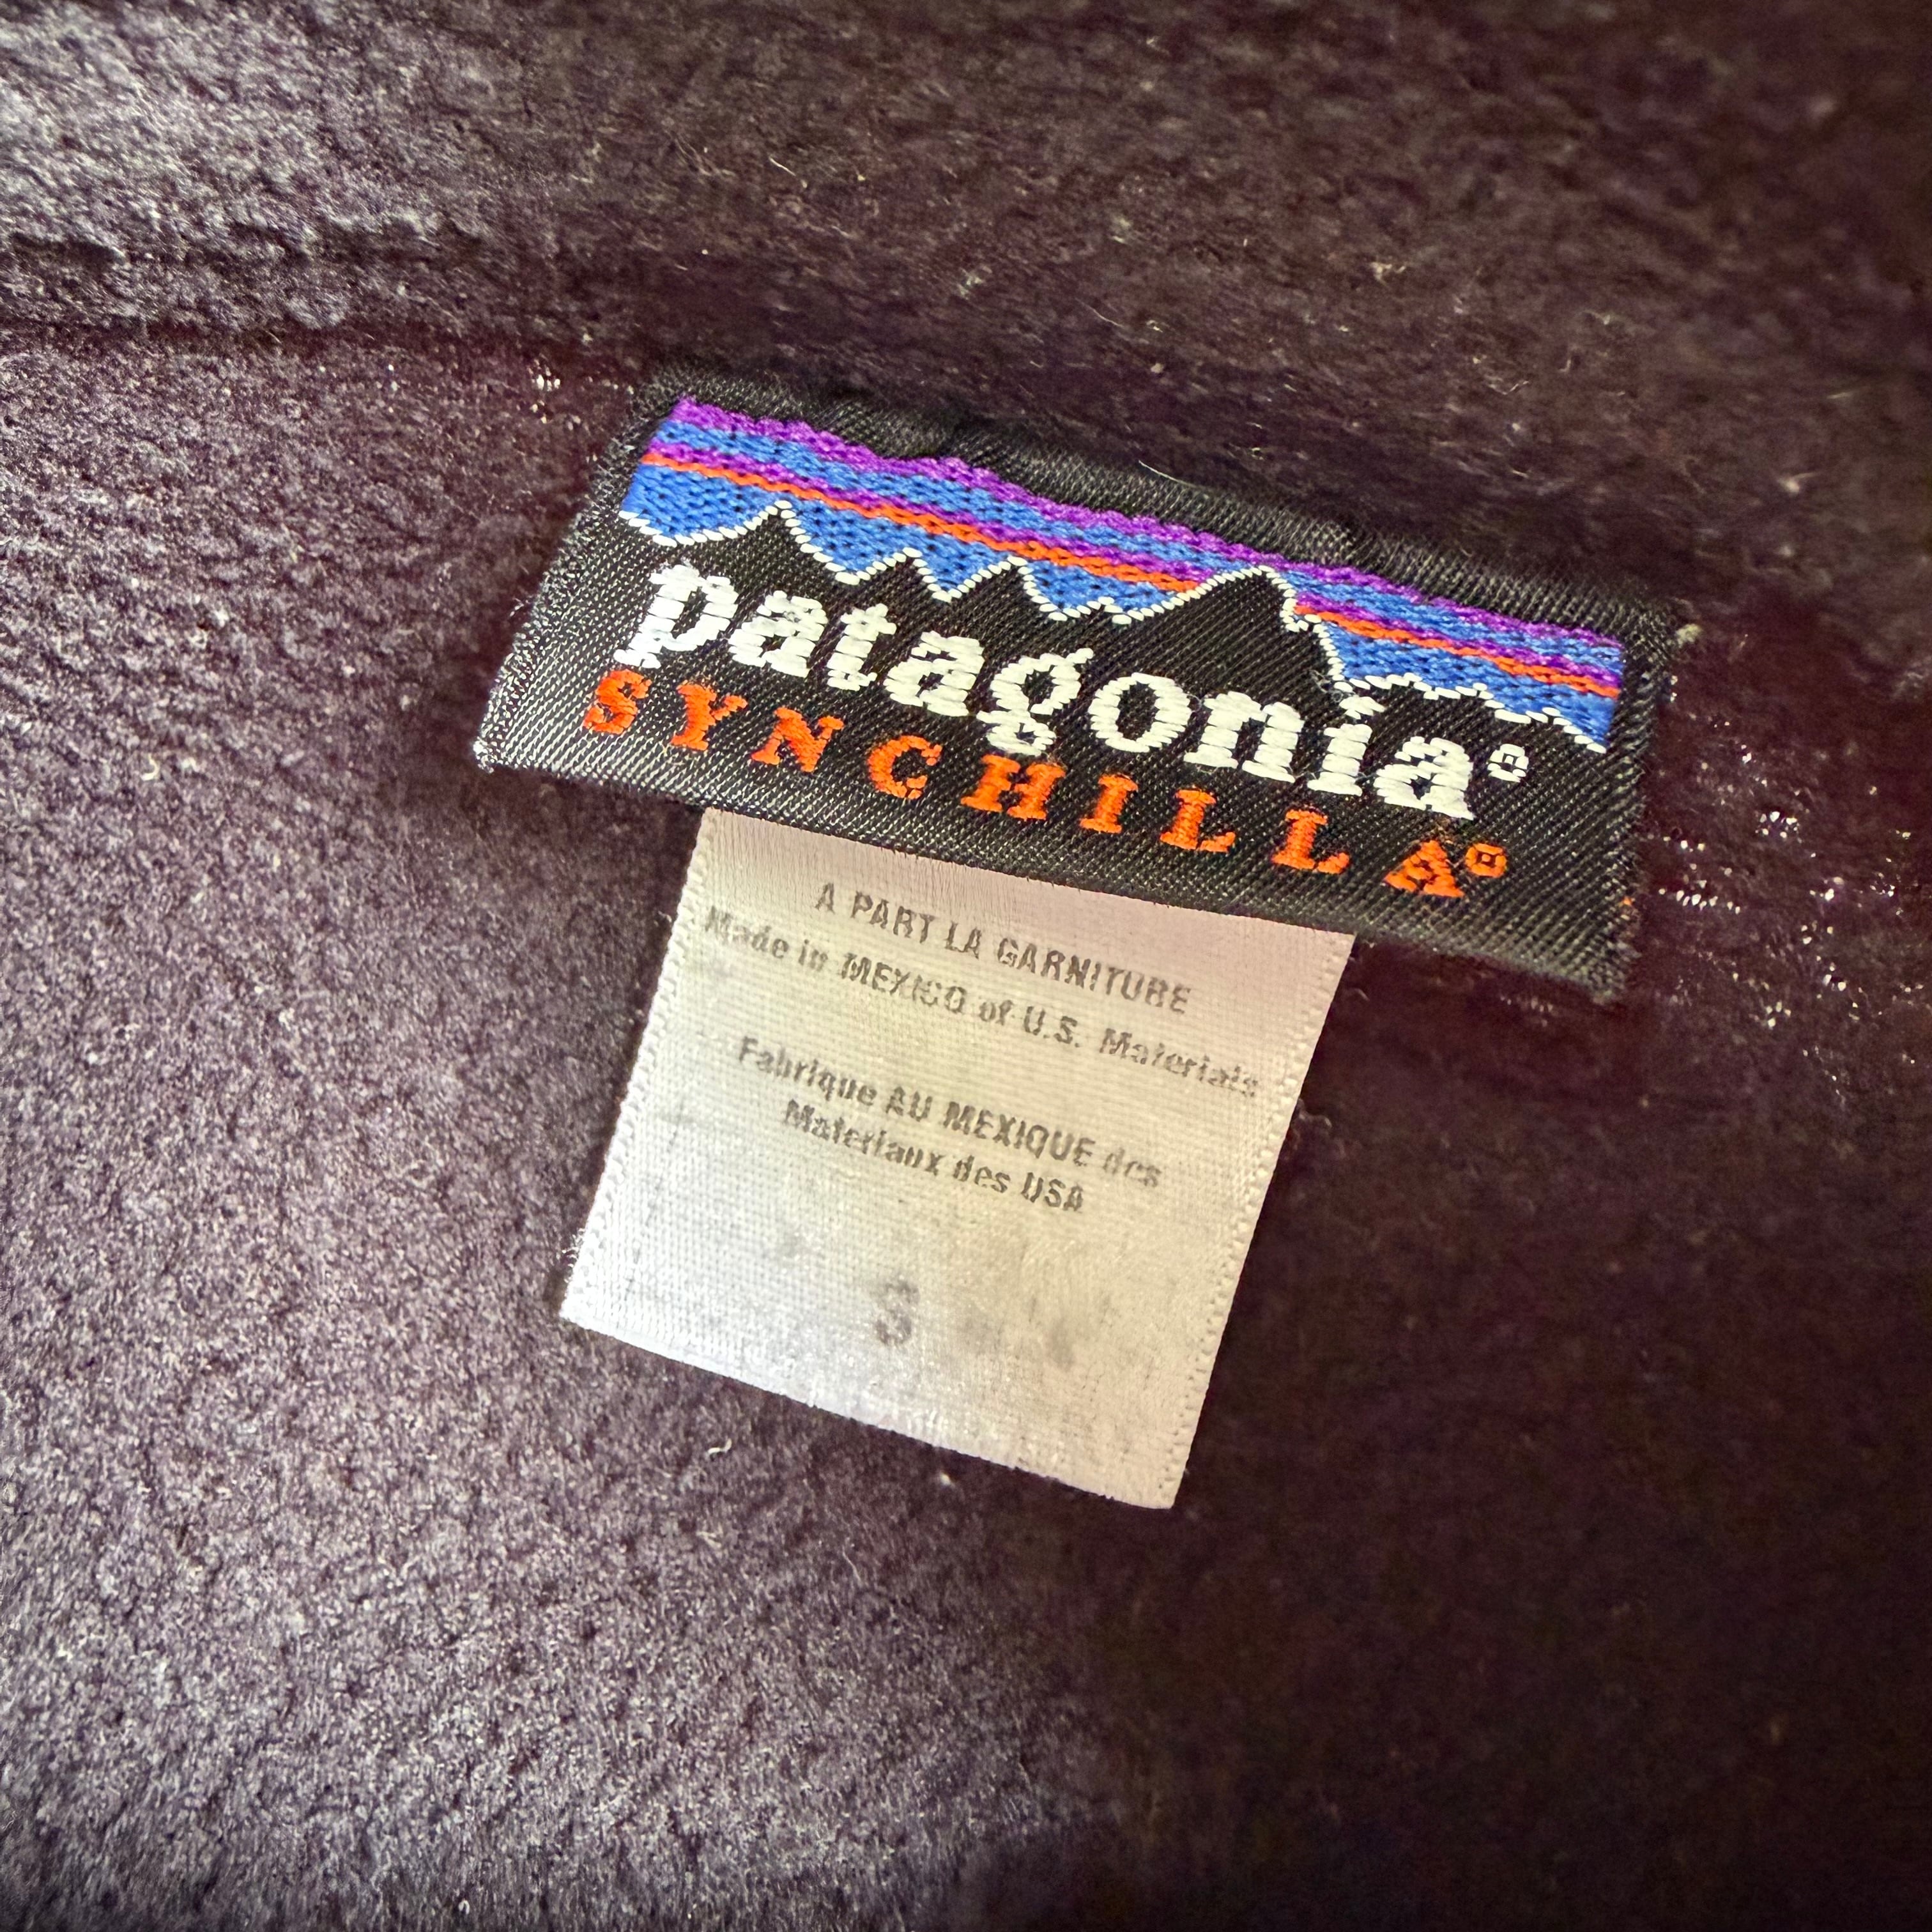 patagonia®
SYNCHILLA®
A PART LA GARNITURE
Made in MEXICO of U.S. Materials
Fabrique AU MEXIQUE des
Materiaux des USA
S